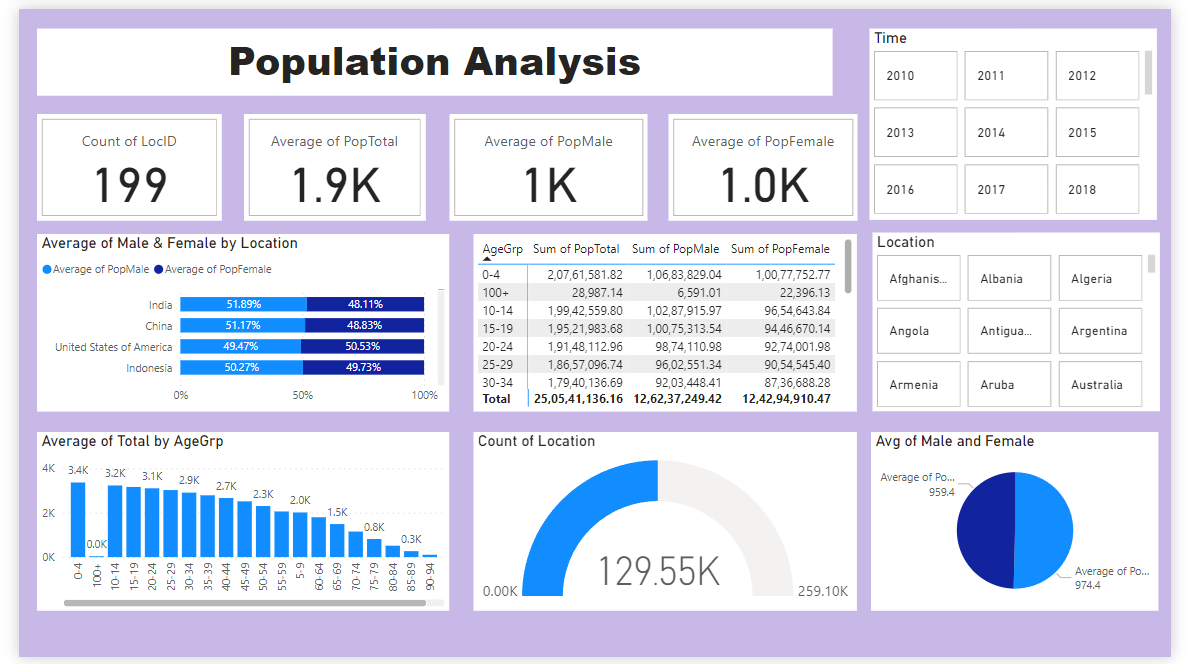 Population Analysis
Count of LocID
199
Average of PopTotal
1.9K
Average of PopMale
1K
Average of PopFemale
1.0K
Time
2010 2011 2012
2013 2014 2015
2016 2017 2018
Average of Male & Female by Location
Average of PopMale Average of PopFemale
India 51.89% 48.11%
China 51.17% 48.83%
United States of America 49.47% 50.53%
Indonesia 50.27% 49.73%
0% 50% 100%
AgeGrp Sum of PopTotal Sum of PopMale Sum of PopFemale
0-4 2,07,61,581.82 1,06,83,829.04 1,00,77,752.77
100+ 28,987.14 6,591.01 22,396.13
10-14 1,99,42,559.80 1,02,87,915.97 96,54,643.84
15-19 1,95,21,983.68 1,00,75,313.54 94,46,670.14
20-24 1,91,48,112.96 98,74,110.98 92,74,001.98
25-29 1,86,57,096.74 96,02,551.34 90,54,545.40
30-34 1,79,40,136.69 92,03,448.41 87,36,688.28
Total 25,05,41,136.16 12,62,37,249.42 12,42,94,910.47
Location
Afghanis... Albania Algeria
Angola Antigua... Argentina
Armenia Aruba Australia
Average of Total by AgeGrp
4K
2K
0K
3.4K 0.0K 3.2K 3.1K 2.9K 2.7K 2.3K 2.0K 1.5K 0.8K 0.3K
0-4 100+ 10-14 15-19 20-24 25-29 30-34 35-39 40-44 45-49 50-54 55-59 5-9 60-64 65-69 70-74 75-79 80-84 85-89 90-94
Count of Location
129.55K
0.00K 259.10K
Avg of Male and Female
Average of Po...
959.4
Average of Po...
974.4